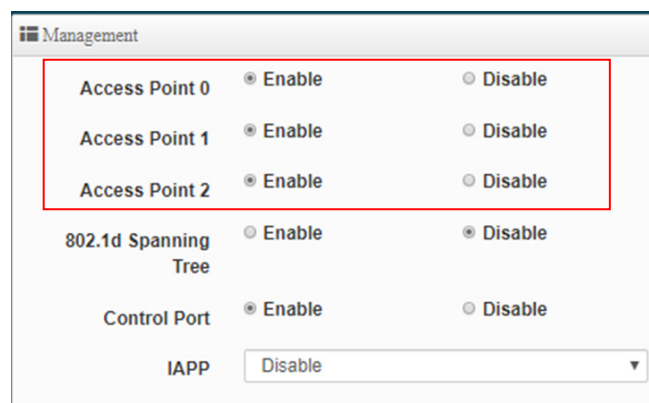 Management
Access Point 0 Enable Disable
Access Point 1 Enable Disable
Access Point 2 Enable Disable
802.1d Spanning Tree Enable Disable
Control Port Enable Disable
IAPP Disable